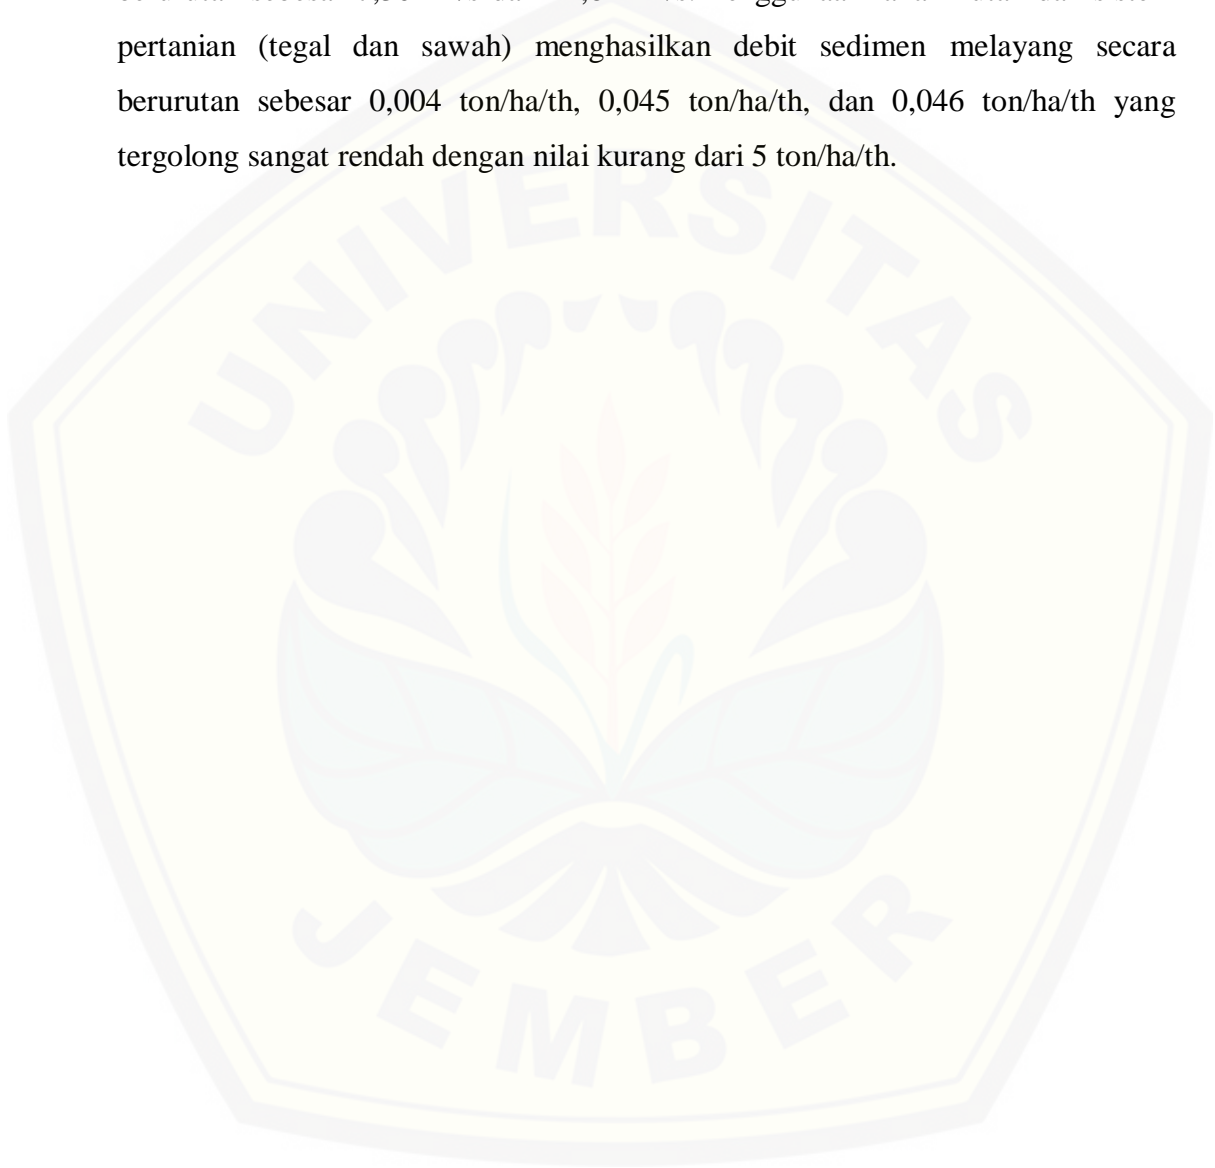 pertanian (tegal dan sawah) menghasilkan debit sedimen melayang secara
berurutan sebesar 0,004 ton/ha/th, 0,045 ton/ha/th, dan 0,046 ton/ha/th yang
tergolong sangat rendah dengan nilai kurang dari 5 ton/ha/th.
UNIVERSITAS
JEMBER